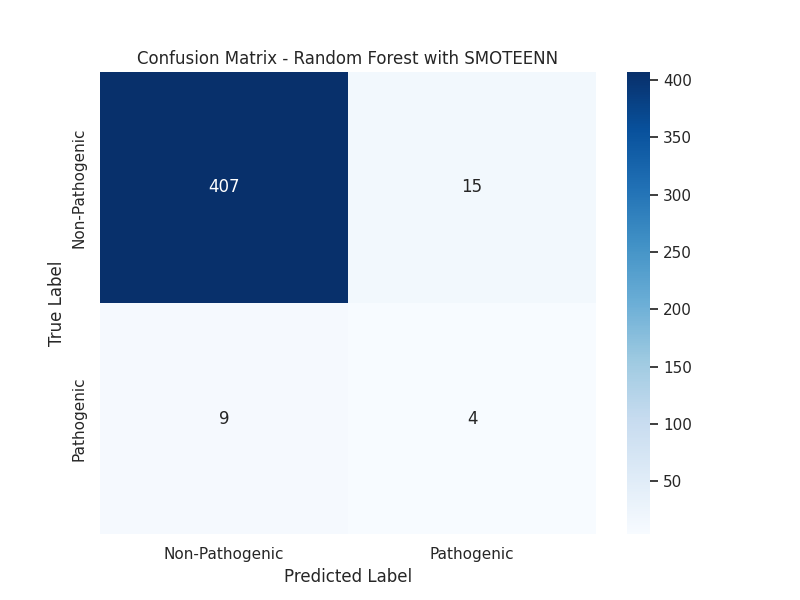 Confusion Matrix - Random Forest with SMOTEENN
True Label
Non-Pathogenic
Pathogenic
407
15
9
4
Non-Pathogenic
Pathogenic
Predicted Label
400
350
300
250
200
150
100
50